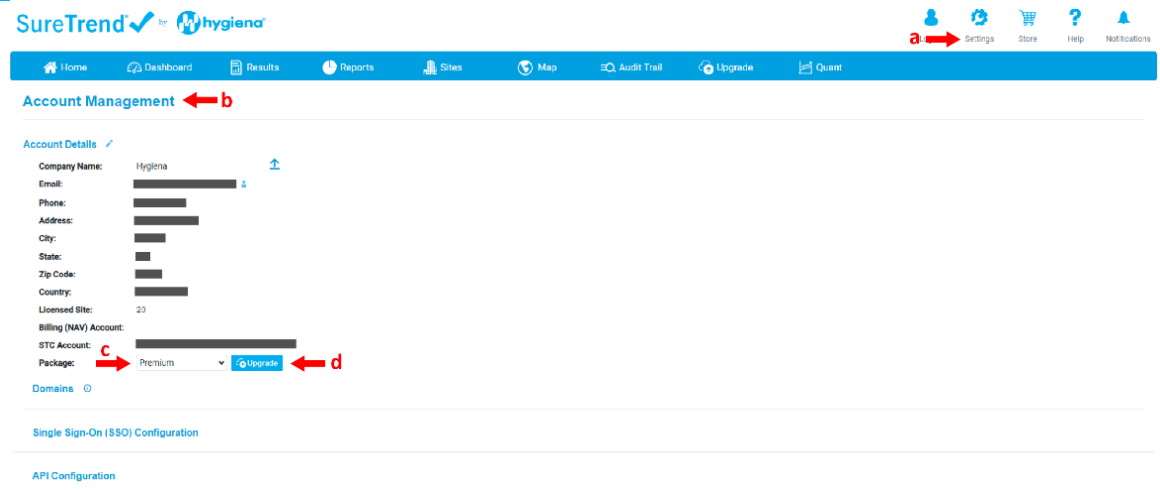 SureTrend by hygiena
a Settings Store Help Notifications
Home Dashboard Results Reports Sites Map Audit Trail Upgrade Quant
Account Management b
Account Details
Company Name: Hygiena
Email:
Phone:
Address:
City:
State:
Zip Code:
Country:
Licensed Site: 20
Billing (NAV) Account:
STC Account:
c
Package: Premium Upgrade d
Domains
Single Sign-On (SSO) Configuration
API Configuration